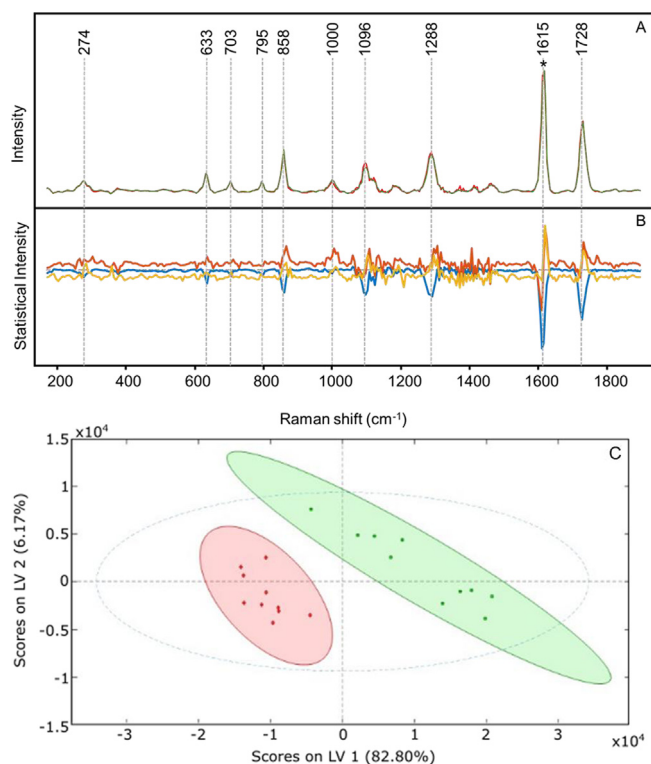 A
274 633 703 795 858 1000 1096 1288 1615 1728
*
Intensity
B
Statistical Intensity
200 400 600 800 1000 1200 1400 1600 1800
Raman shift (cm⁻¹)
1.5 x10⁴
C
1
0.5
0
-0.5
-1
-1.5
Scores on LV 2 (6.17%)
-3 -2 -1 0 1 2 3 x 10⁴
Scores on LV 1 (82.80%)